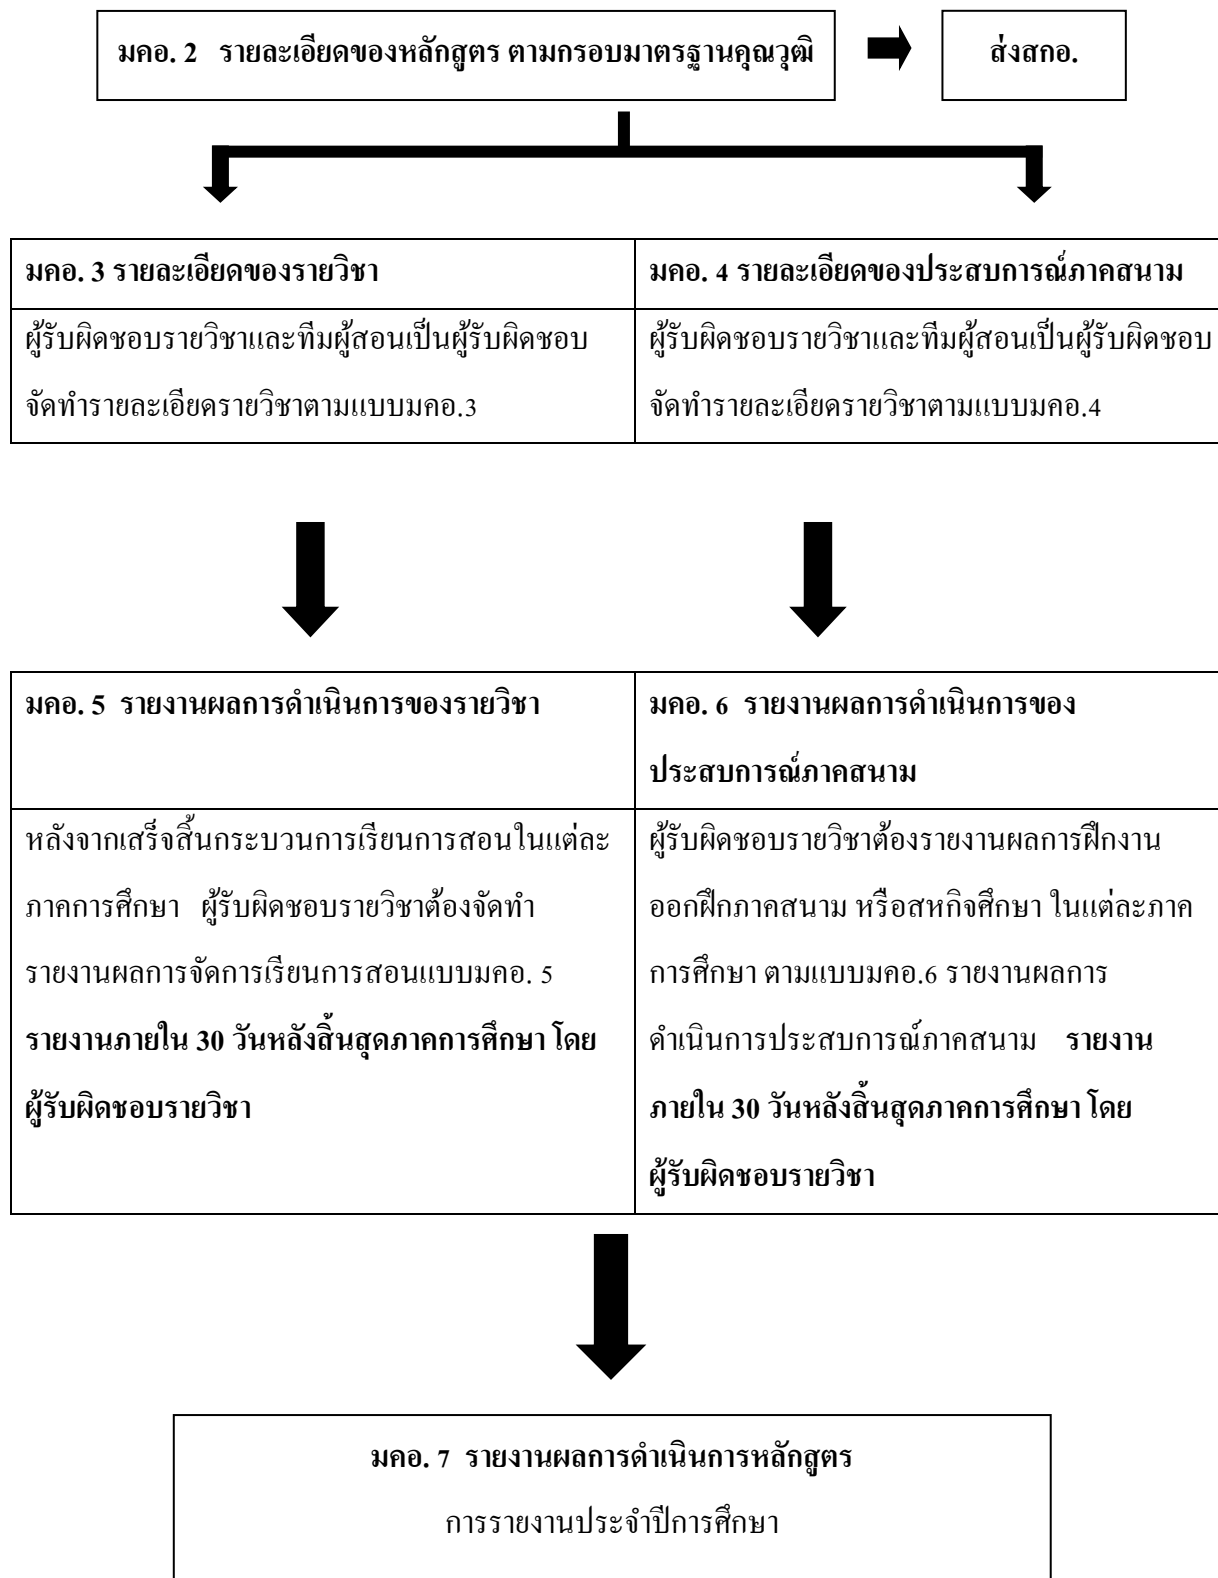 มคอ. 2 รายละเอียดของหลักสูตร ตามกรอบมาตรฐานคุณวุฒิ
ส่งสกอ.
มคอ. 3 รายละเอียดของรายวิชา
ผู้รับผิดชอบรายวิชาและทีมผู้สอนเป็นผู้รับผิดชอบ
จัดทำรายละเอียดรายวิชาตามแบบมคอ.3
มคอ. 4 รายละเอียดของประสบการณ์ภาคสนาม
ผู้รับผิดชอบรายวิชาและทีมผู้สอนเป็นผู้รับผิดชอบ
จัดทำรายละเอียดรายวิชาตามแบบมคอ.4
มคอ. 5 รายงานผลการดำเนินการของรายวิชา
หลังจากเสร็จสิ้นกระบวนการเรียนการสอนในแต่ละ
ภาคการศึกษา ผู้รับผิดชอบรายวิชาต้องจัดทำ
รายงานผลการจัดการเรียนการสอนแบบมคอ. 5
รายงานภายใน 30 วันหลังสิ้นสุดภาคการศึกษา โดย
ผู้รับผิดชอบรายวิชา
มคอ. 6 รายงานผลการดำเนินการของ
ประสบการณ์ภาคสนาม
ผู้รับผิดชอบรายวิชาต้องรายงานผลการฝึกงาน
ออกฝึกภาคสนาม หรือสหกิจศึกษา ในแต่ละภาค
การศึกษา ตามแบบมคอ.6 รายงานผลการ
ดำเนินการประสบการณ์ภาคสนาม รายงาน
ภายใน 30 วันหลังสิ้นสุดภาคการศึกษา โดย
ผู้รับผิดชอบรายวิชา
มคอ. 7 รายงานผลการดำเนินการหลักสูตร
การรายงานประจำปีการศึกษา